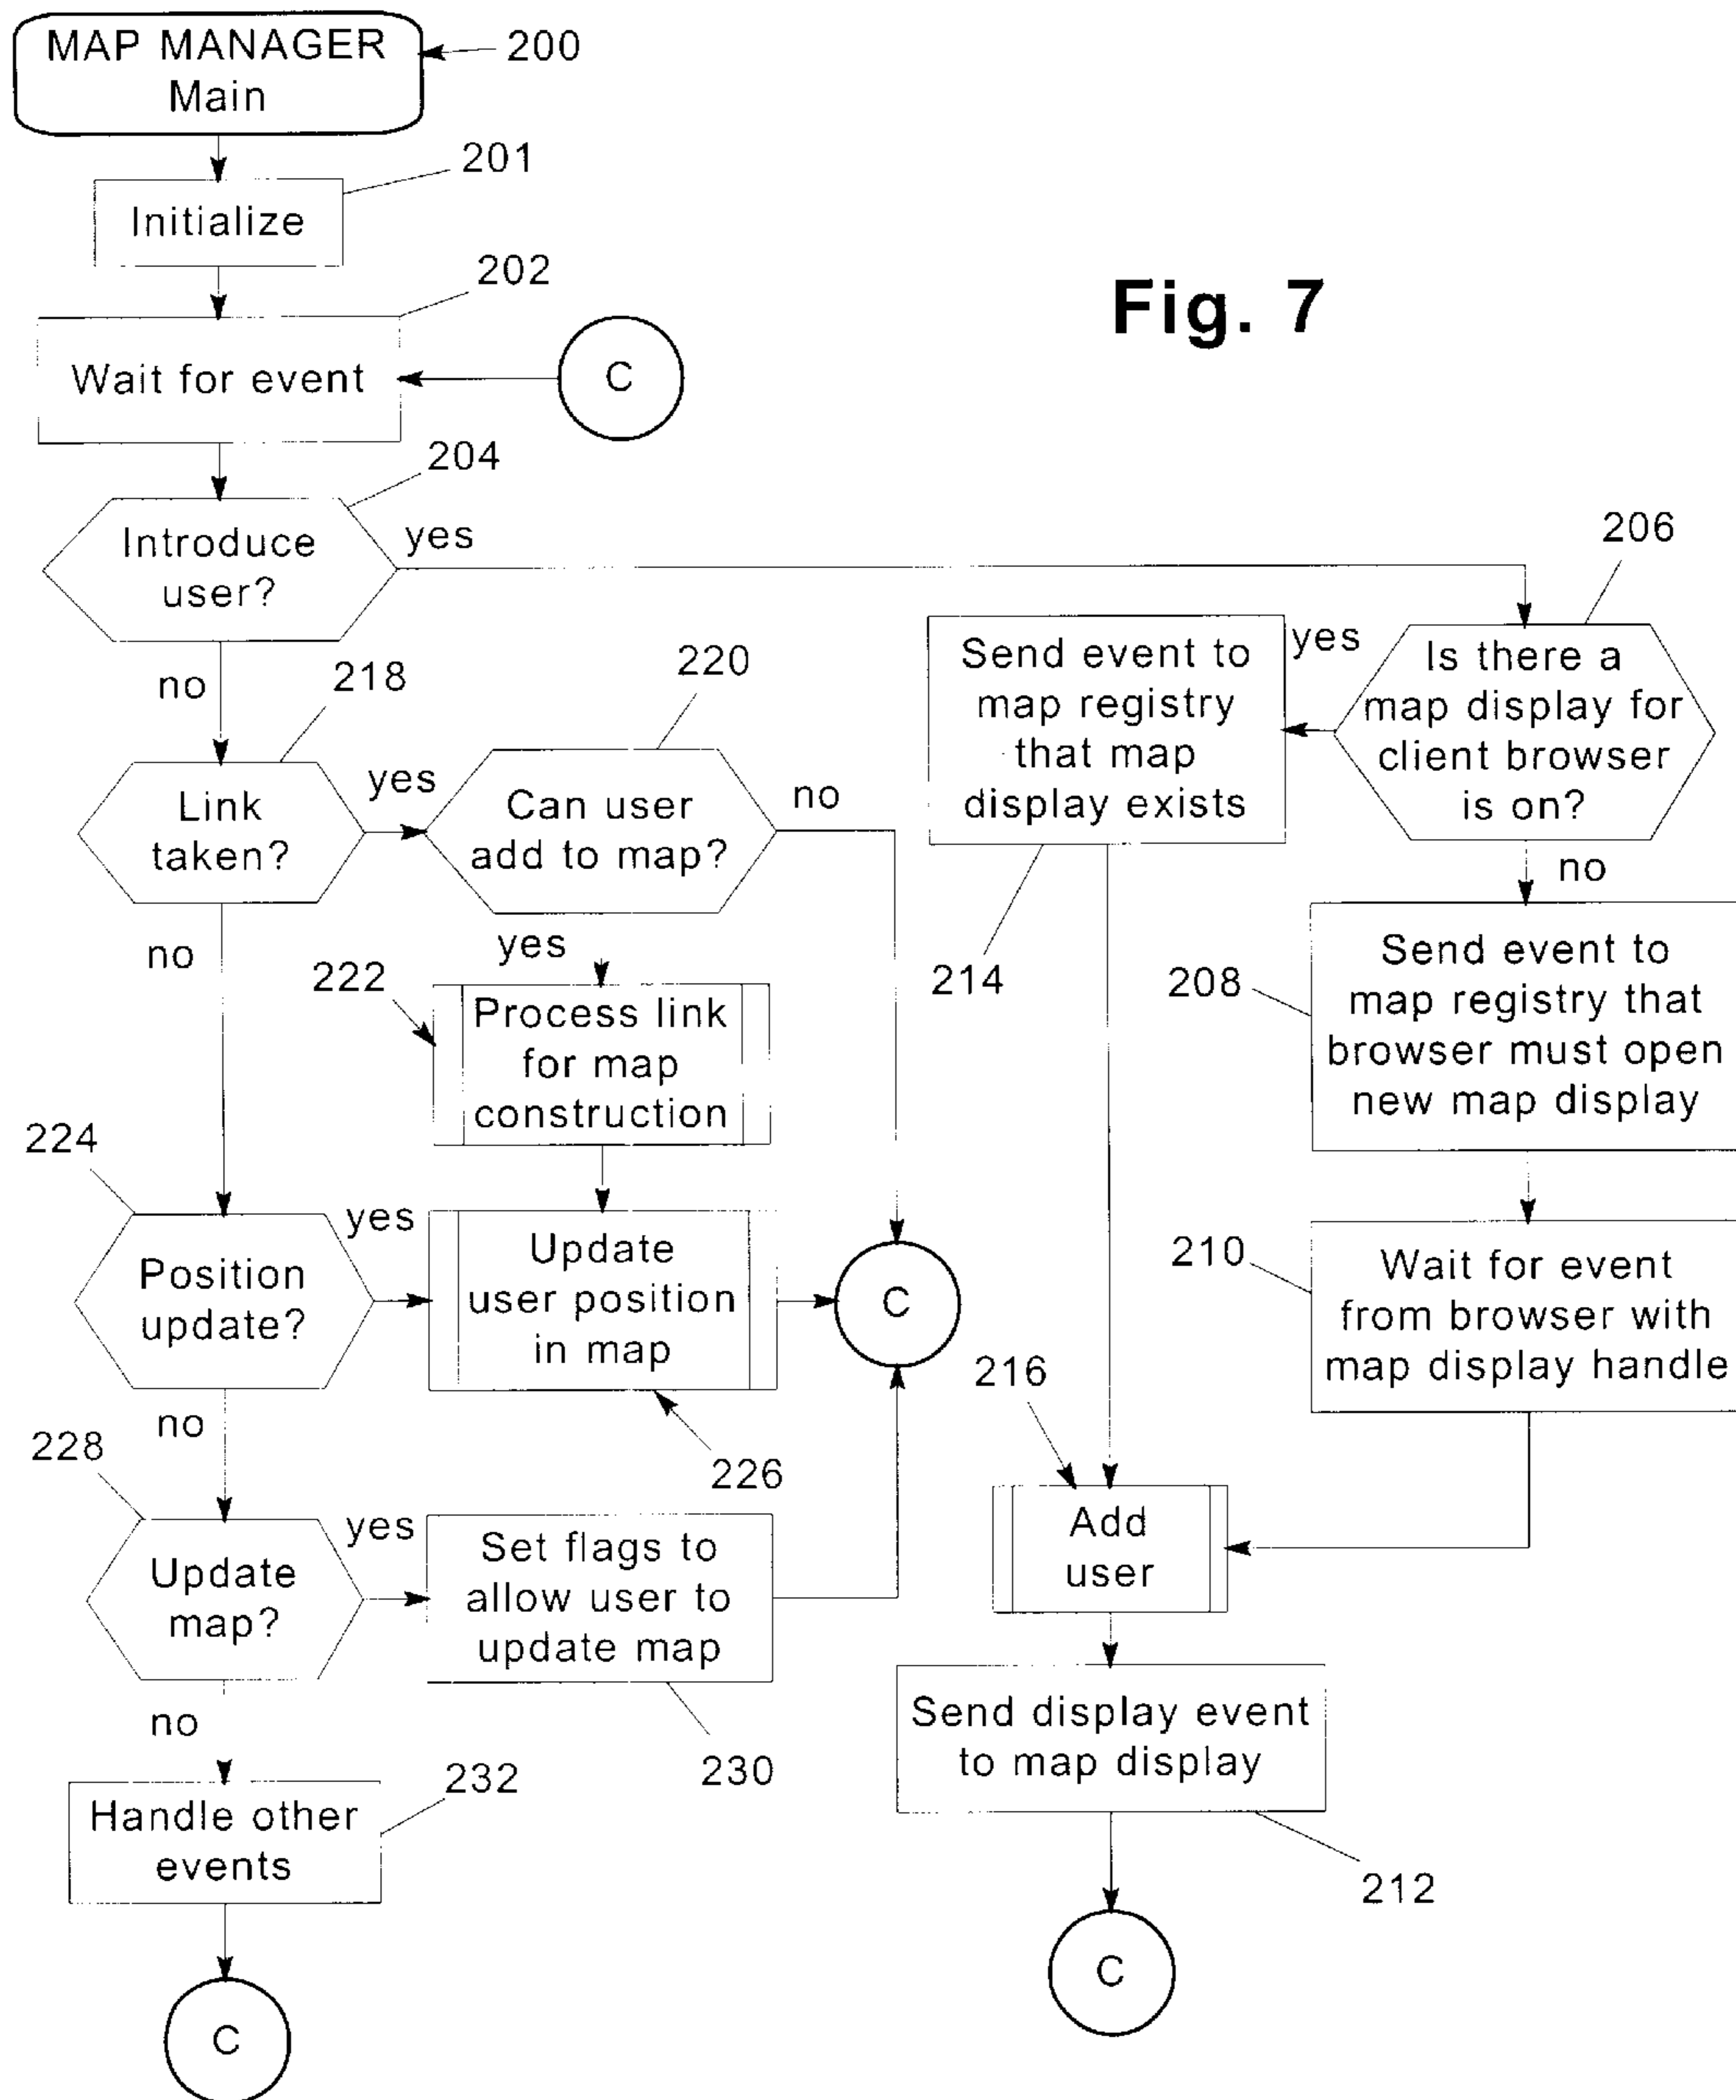 MAP MANAGER
Main
200
201
Initialize
202
Fig. 7
Wait for event
C
204
Introduce
user?
yes
206
no
218
220
Send event to
map registry
that map
display exists
yes
Is there a
map display for
client browser
is on?
Link
taken?
yes
Can user
add to map?
no
no
214
no
yes
222
Process link
for map
construction
208
Send event to
map registry that
browser must open
new map display
224
Position
update?
yes
Update
user position
in map
C
210
Wait for event
from browser with
map display handle
no
226
216
228
Update
map?
yes
Set flags to
allow user to
update map
Add
user
no
230
Send display event
to map display
232
Handle other
events
212
C
C